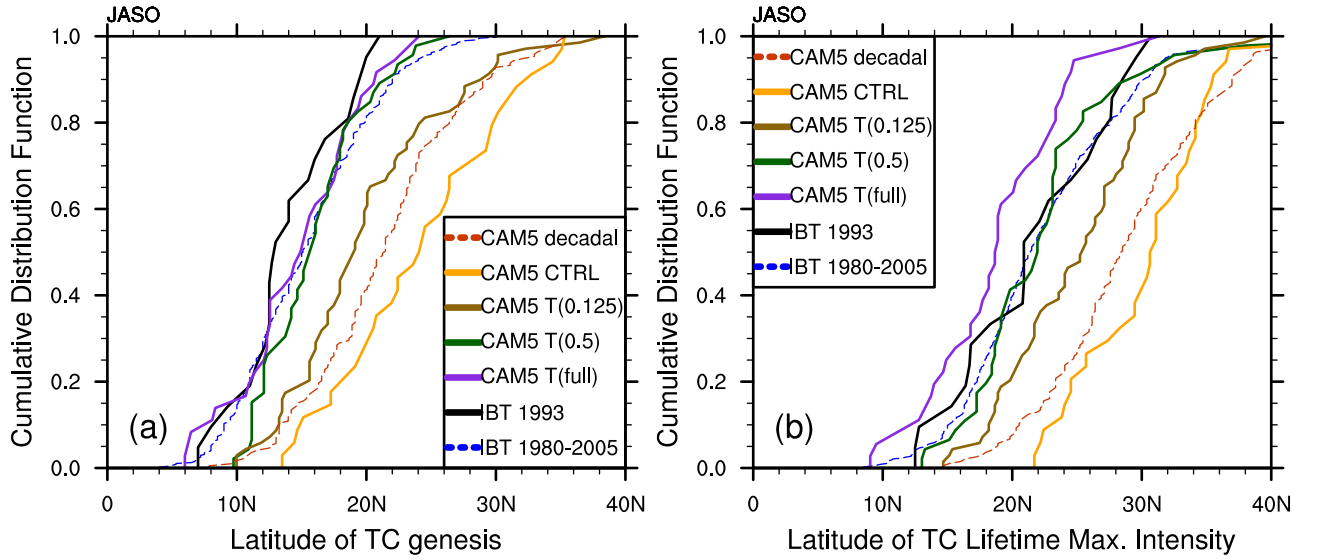 JASO
1.0
0.8
0.6
0.4
0.2
0.0
Cumulative Distribution Function
CAM5 decadal
CAM5 CTRL
CAM5 T(0.125)
CAM5 T(0.5)
CAM5 T(full)
IBT 1993
IBT 1980-2005
(a)
0 10N 20N 30N 40N
Latitude of TC genesis
JASO
1.0
0.8
0.6
0.4
0.2
0.0
Cumulative Distribution Function
CAM5 decadal
CAM5 CTRL
CAM5 T(0.125)
CAM5 T(0.5)
CAM5 T(full)
IBT 1993
IBT 1980-2005
(b)
0 10N 20N 30N 40N
Latitude of TC Lifetime Max. Intensity